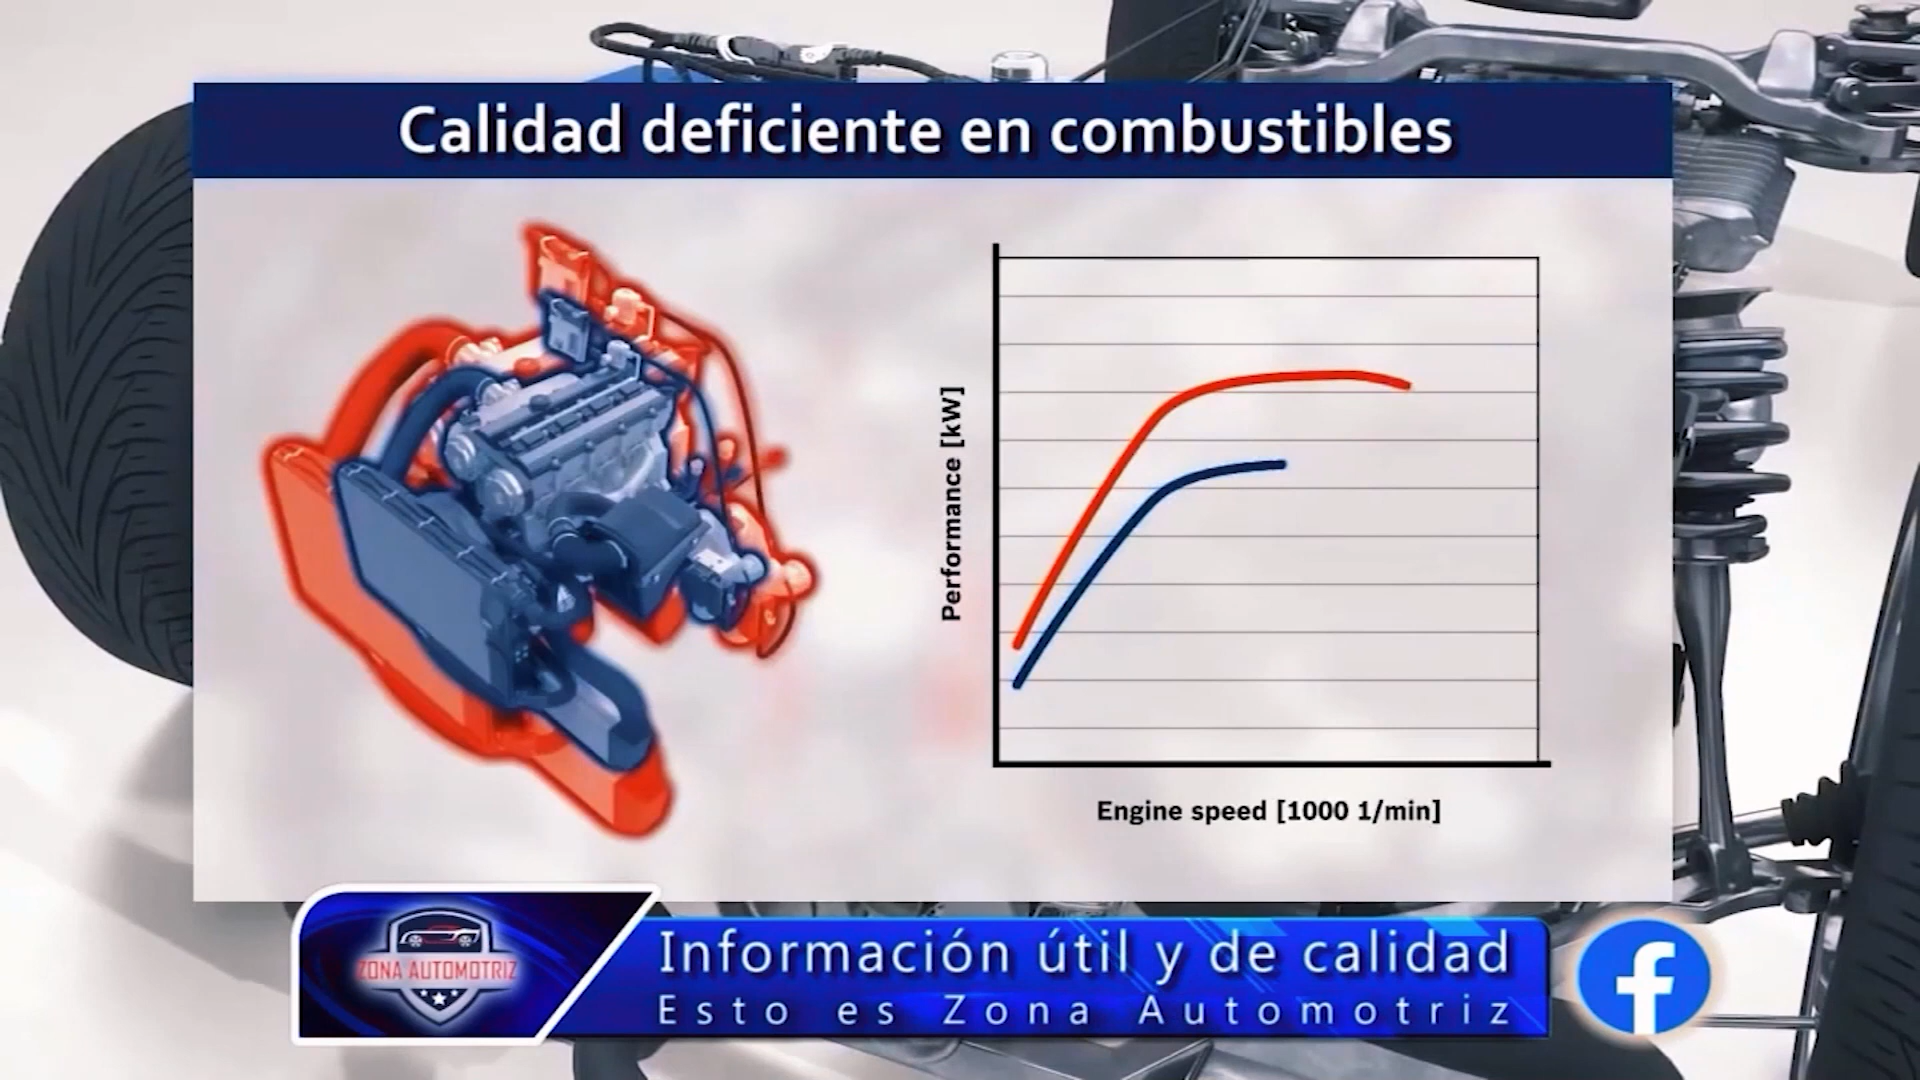 Calidad deficiente en combustibles
Performance [kW]
Engine speed [1000 1/min]
ZONA AUTOMOTRIZ
Información útil y de calidad
Esto es Zona Automotriz
f